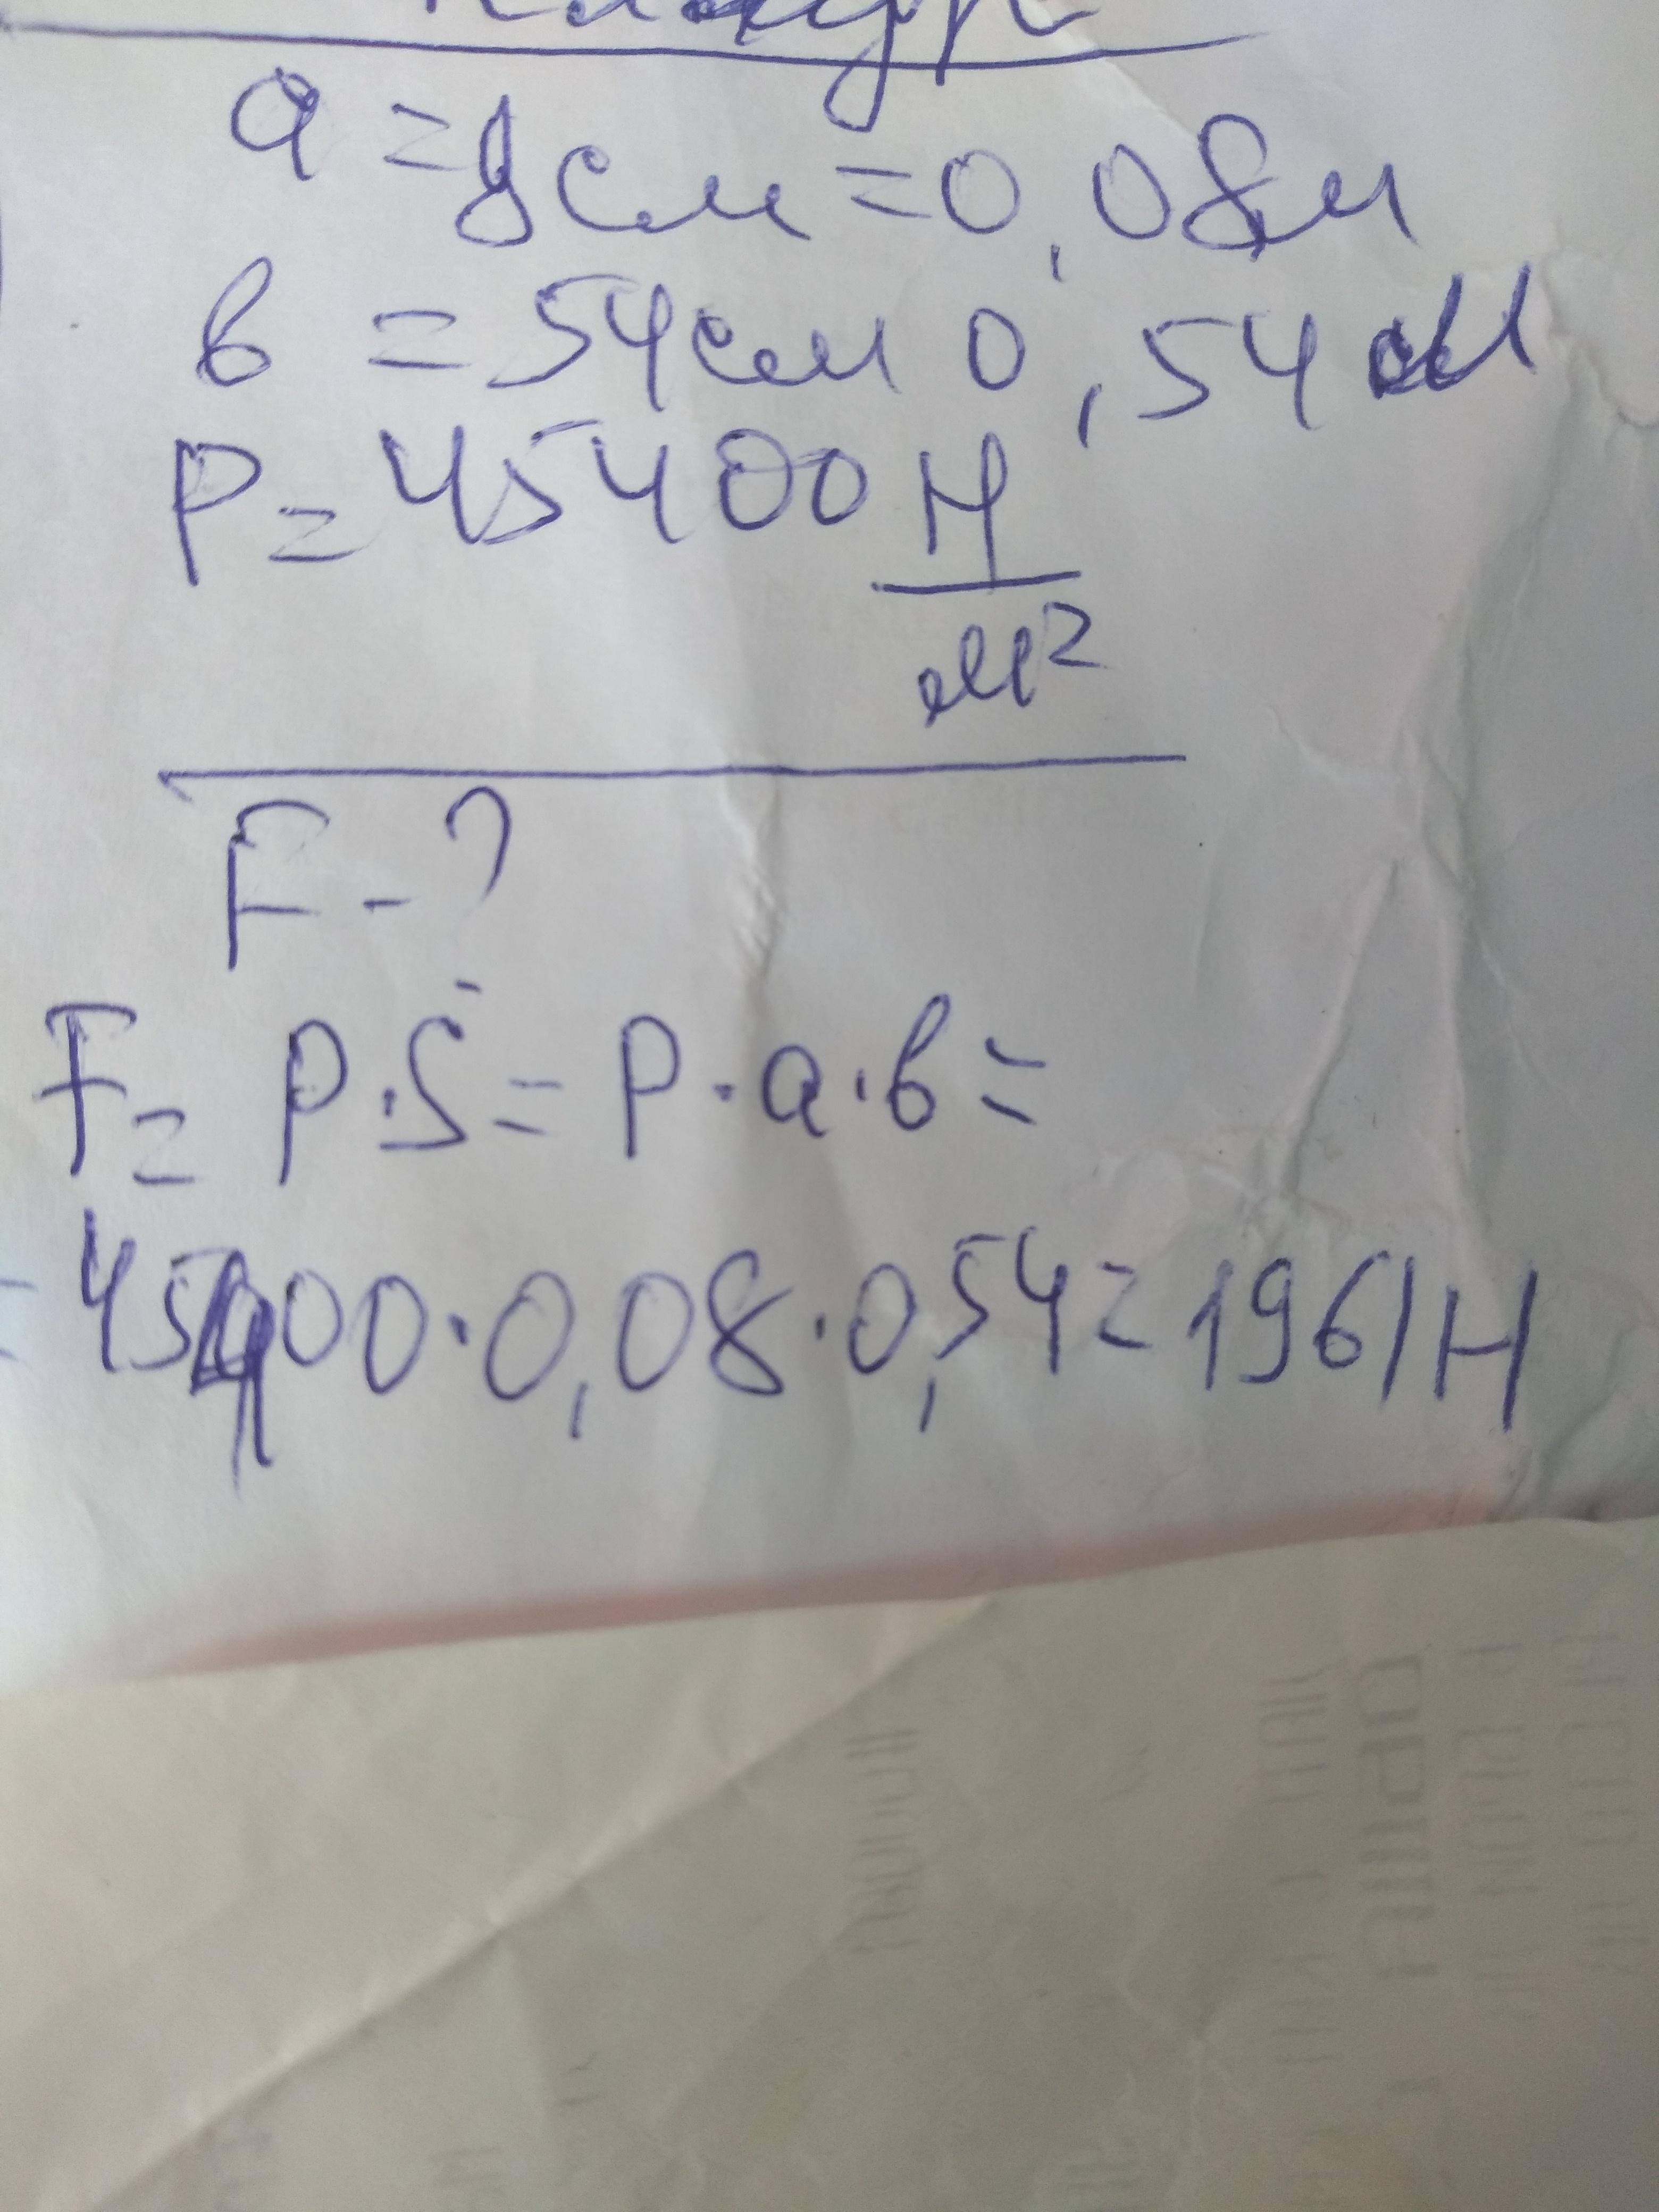 a = 8см = 0,08м
в = 54см 0,54м
P = 45400 Н
м²
F - ?
F = P·S = P·a·в =
= 45400·0,08·0,54 = 1961Н